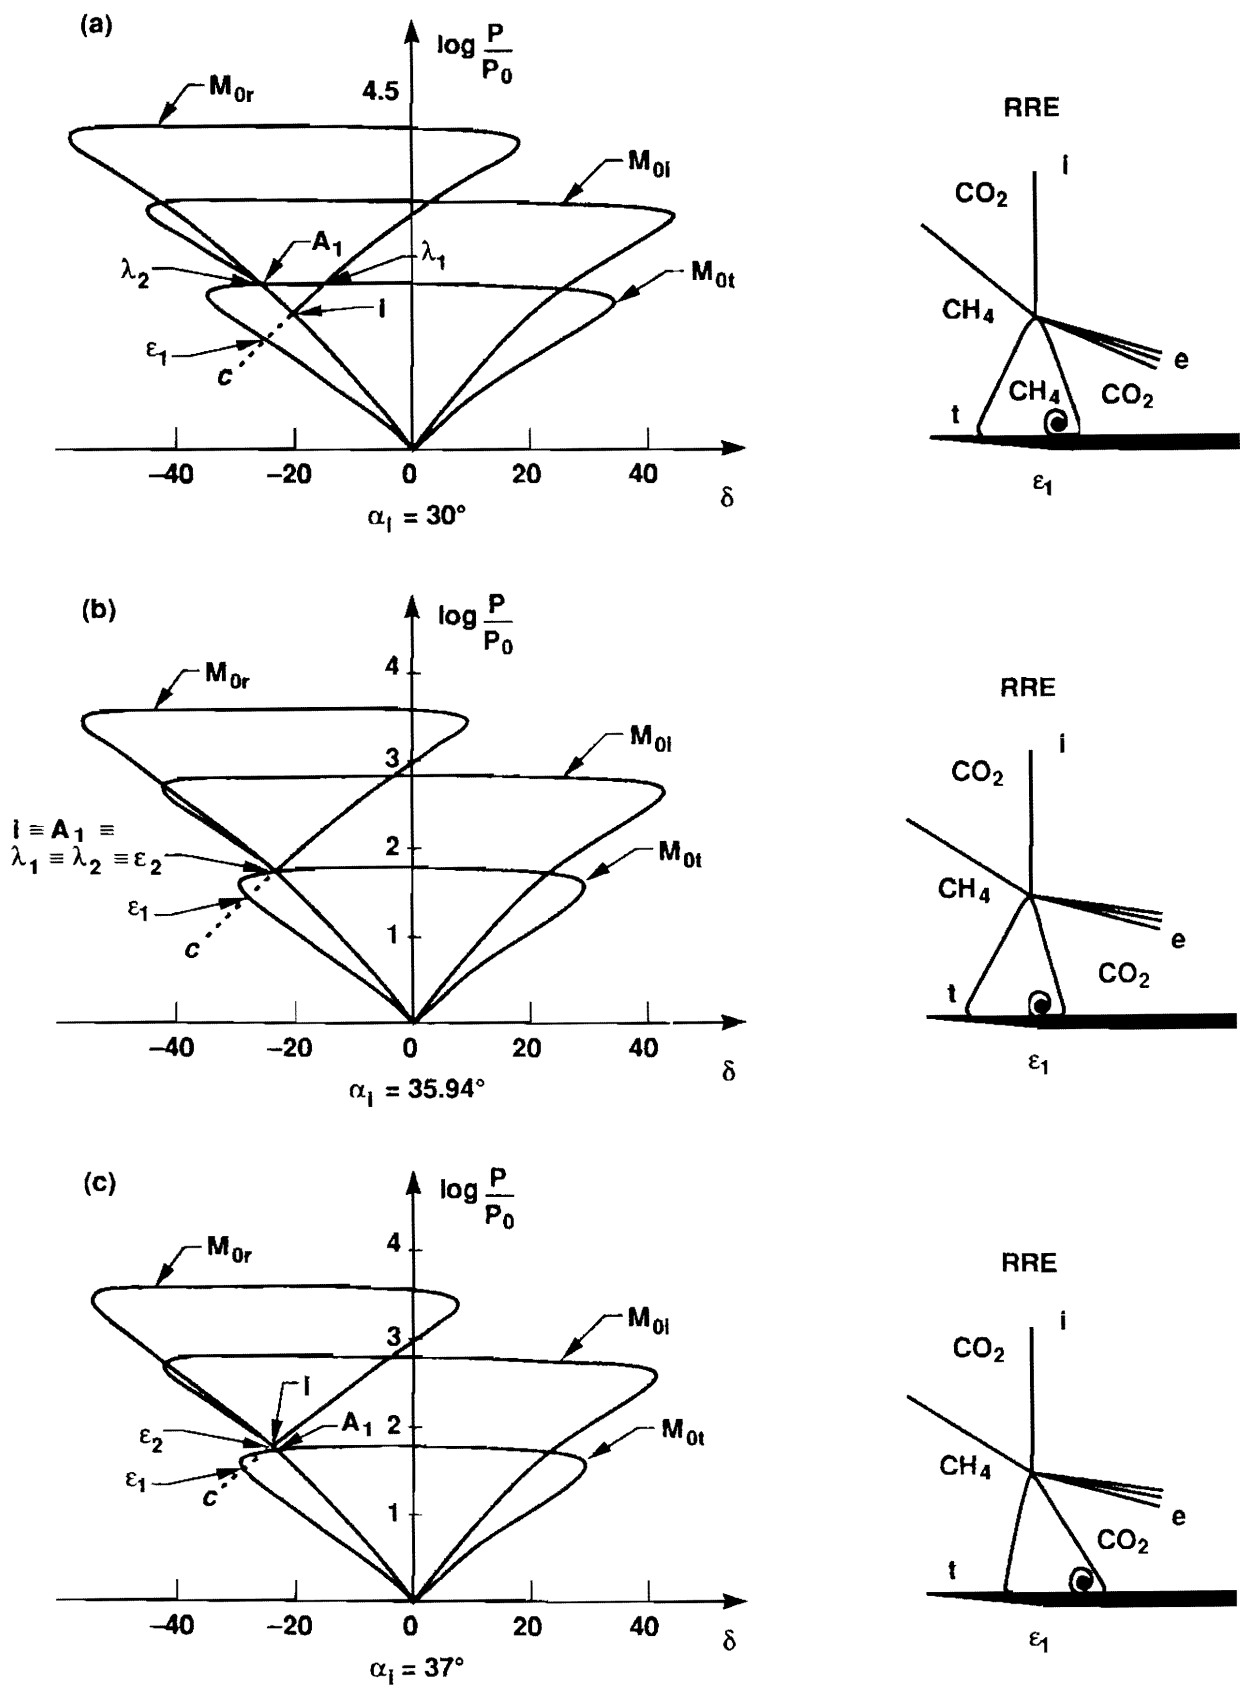 (a)
log P/P₀
4.5
M₀ᵣ
M₀ᵢ
A₁
λ₁
λ₂
M₀ₜ
i
ε₁
c
–40 –20 0 20 40
δ
αᵢ = 30°
RRE
i
CO₂
CH₄
e
CH₄ CO₂
t
ε₁
(b)
log P/P₀
4
M₀ᵣ
M₀ᵢ
3
i ≡ A₁ ≡
λ₁ ≡ λ₂ ≡ ε₂
2
M₀ₜ
ε₁
c
1
–40 –20 0 20 40
δ
αᵢ = 35.94°
RRE
i
CO₂
CH₄
e
CO₂
t
ε₁
(c)
log P/P₀
4
M₀ᵣ
M₀ᵢ
3
i
A₁
2
ε₂
M₀ₜ
ε₁
c
1
–40 –20 0 20 40
δ
αᵢ = 37°
RRE
i
CO₂
CH₄
e
CO₂
t
ε₁